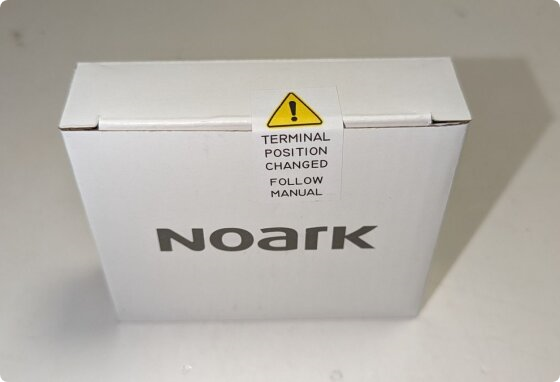 TERMINAL
POSITION
CHANGED
FOLLOW
MANUAL
NOARK